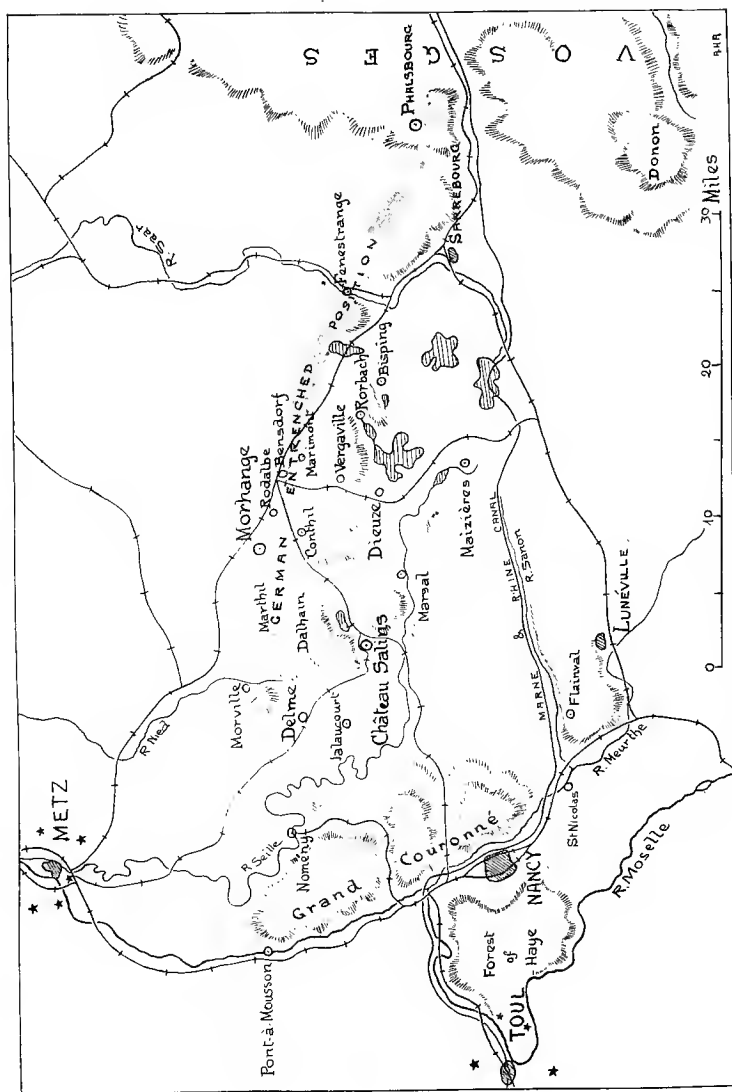 METZ
R. Nied
Morville
Delme
Jalaucourt
R. Seille
Nomény
Pont-à-Mousson
Marthil
Morhange
Rodalbe
Bensdorf
GERMAN ENTRENCHED POSITION
Dalhain
Conthil
Marimont
Vergaville
Rorbach
Bisping
Fenestrange
R. Saar
Château Salins
Marsal
Dieuze
Maizières
SARREBOURG
PHALSBOURG
VOSGES
Donon
Grand Couronné
MARNE & RHINE CANAL
R. Sanon
Flainval
LUNÉVILLE
R. Meurthe
St Nicolas
NANCY
Forest
of
Haye
TOUL
R. Moselle
0 10 20 30 Miles